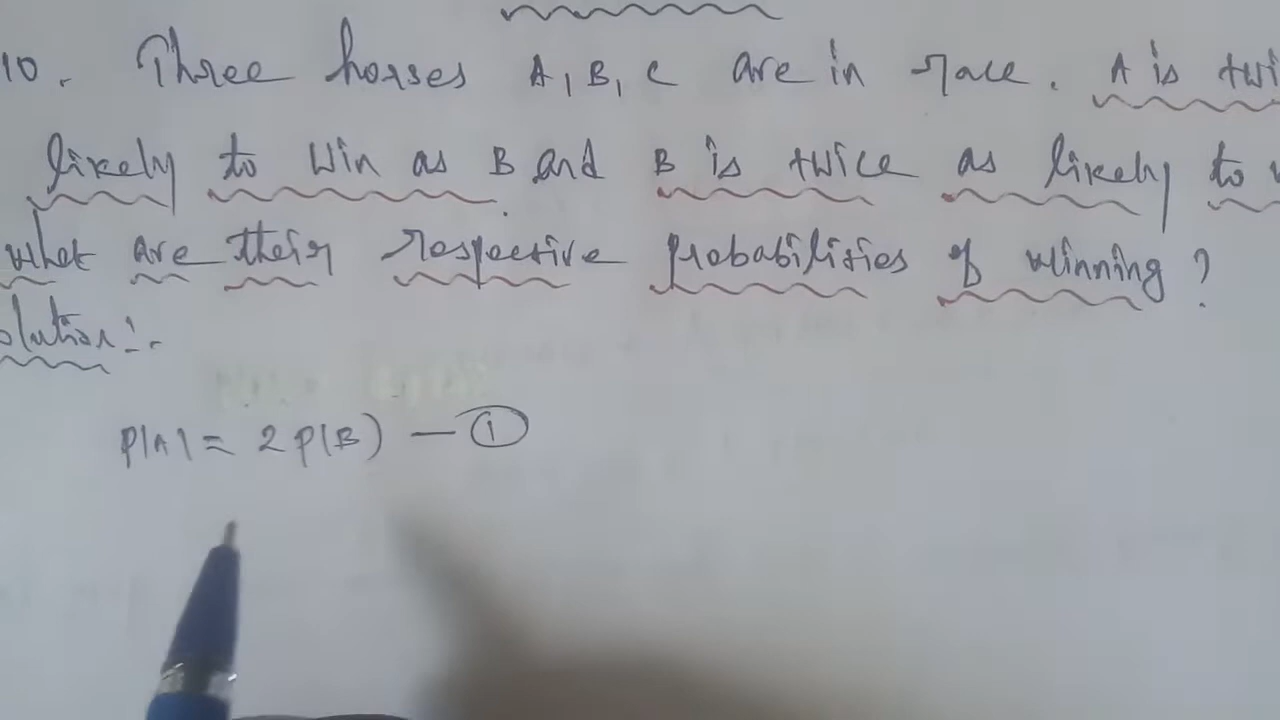 10. Three horses A, B, C are in race. A is twi
likely to win as B and B is twice as likely to
what are their respective probabilities of winning?
olution:-
P(A) = 2 P(B) — ①